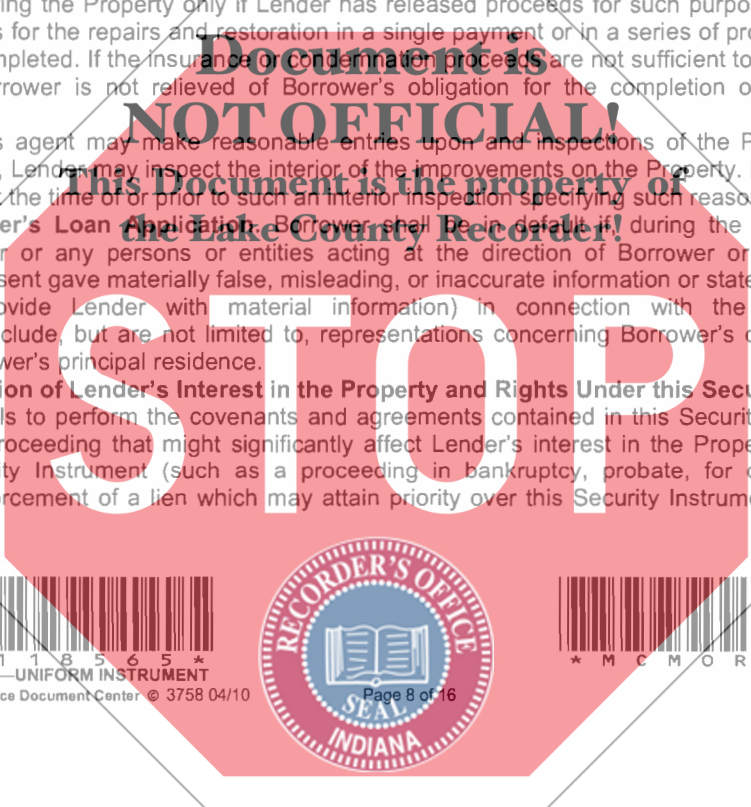 ing the Property only if Lender has released proceeds for such purpo
s for the repairs and restoration in a single payment or in a series of pro
mpleted. If the insurance or condemnation proceeds are not sufficient to
rrower is not relieved of Borrower's obligation for the completion o
Document is
NOT OFFICIAL!
This Document is the property of
the Lake County Recorder!
s agent may make reasonable entries upon and inspections of the P
, Lender may inspect the interior of the improvements on the Property.
t the time of or prior to such an interior inspection specifying such reaso
er's Loan Application. Borrower shall be in default if, during the
r or any persons or entities acting at the direction of Borrower or
sent gave materially false, misleading, or inaccurate information or state
ovide Lender with material information) in connection with the
clude, but are not limited to, representations concerning Borrower's o
wer's principal residence.
ion of Lender's Interest in the Property and Rights Under this Secu
ls to perform the covenants and agreements contained in this Securit
roceeding that might significantly affect Lender's interest in the Prope
ity Instrument (such as a proceeding in bankruptcy, probate, for c
orcement of a lien which may attain priority over this Security Instrume
STOP
RECORDER'S OFFICE
SEAL
INDIANA
1 1 8 5 6 5 *
* M C M O R
—UNIFORM INSTRUMENT
ce Document Center © 3758 04/10
Page 8 of 16